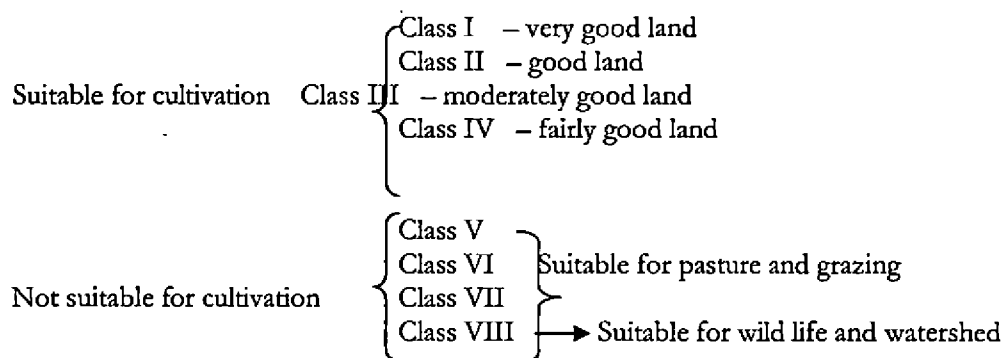 Class I – very good land
Class II – good land
Suitable for cultivation Class III – moderately good land
Class IV – fairly good land
Class V
Class VI Suitable for pasture and grazing
Not suitable for cultivation Class VII
Class VIII Suitable for wild life and watershed